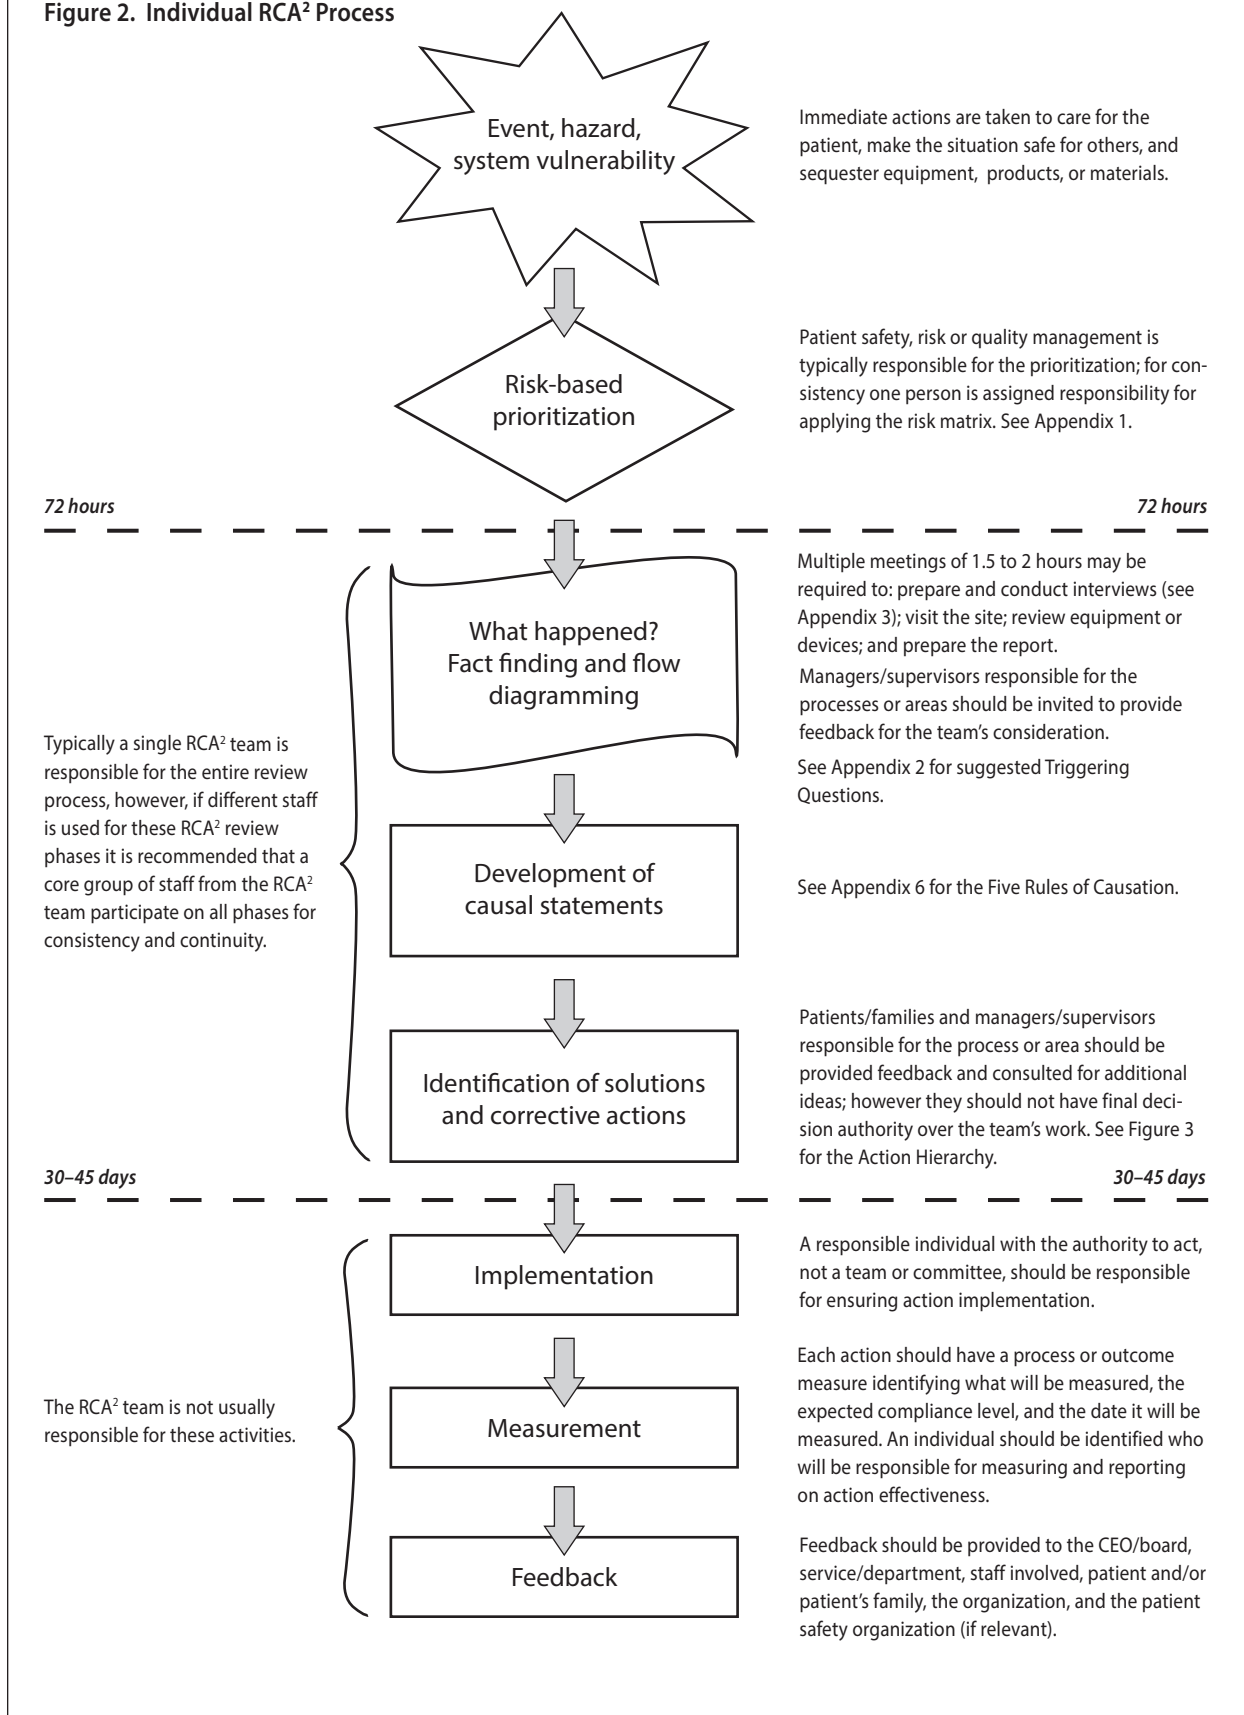 Figure 2. Individual RCA² Process
Event, hazard,
system vulnerability
Immediate actions are taken to care for the
patient, make the situation safe for others, and
sequester equipment, products, or materials.
Risk-based
prioritization
Patient safety, risk or quality management is
typically responsible for the prioritization; for con-
sistency one person is assigned responsibility for
applying the risk matrix. See Appendix 1.
72 hours
72 hours
What happened?
Fact finding and flow
diagramming
Multiple meetings of 1.5 to 2 hours may be
required to: prepare and conduct interviews (see
Appendix 3); visit the site; review equipment or
devices; and prepare the report.
Managers/supervisors responsible for the
processes or areas should be invited to provide
feedback for the team’s consideration.
See Appendix 2 for suggested Triggering
Questions.
Typically a single RCA² team is
responsible for the entire review
process, however, if different staff
is used for these RCA² review
phases it is recommended that a
core group of staff from the RCA²
team participate on all phases for
consistency and continuity.
Development of
causal statements
See Appendix 6 for the Five Rules of Causation.
Identification of solutions
and corrective actions
Patients/families and managers/supervisors
responsible for the process or area should be
provided feedback and consulted for additional
ideas; however they should not have final deci-
sion authority over the team’s work. See Figure 3
for the Action Hierarchy.
30–45 days
30–45 days
Implementation
A responsible individual with the authority to act,
not a team or committee, should be responsible
for ensuring action implementation.
The RCA² team is not usually
responsible for these activities.
Measurement
Each action should have a process or outcome
measure identifying what will be measured, the
expected compliance level, and the date it will be
measured. An individual should be identified who
will be responsible for measuring and reporting
on action effectiveness.
Feedback
Feedback should be provided to the CEO/board,
service/department, staff involved, patient and/or
patient’s family, the organization, and the patient
safety organization (if relevant).